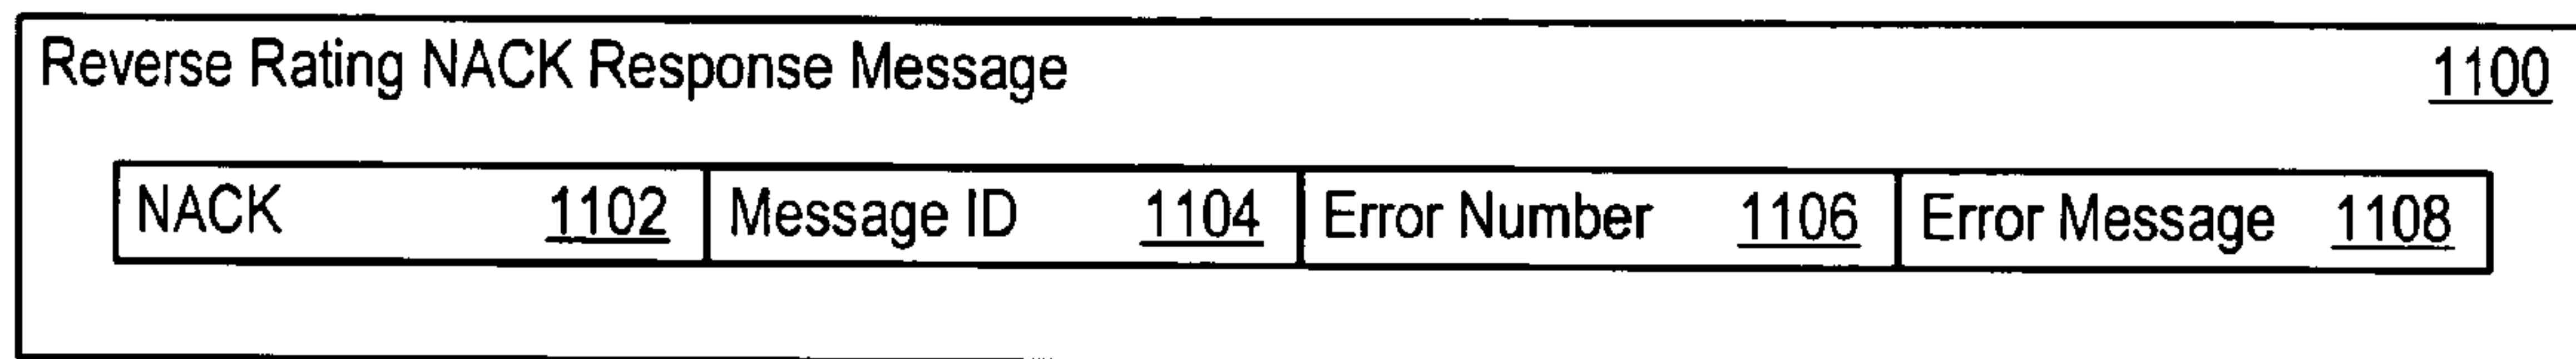 Reverse Rating NACK Response Message 1100
NACK 1102 Message ID 1104 Error Number 1106 Error Message 1108